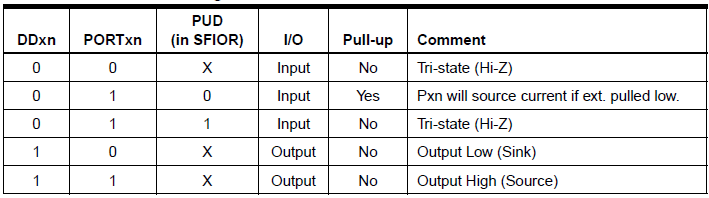 DDxn PORTxn PUD (in SFIOR) I/O Pull-up Comment
0 0 X Input No Tri-state (Hi-Z)
0 1 0 Input Yes Pxn will source current if ext. pulled low.
0 1 1 Input No Tri-state (Hi-Z)
1 0 X Output No Output Low (Sink)
1 1 X Output No Output High (Source)